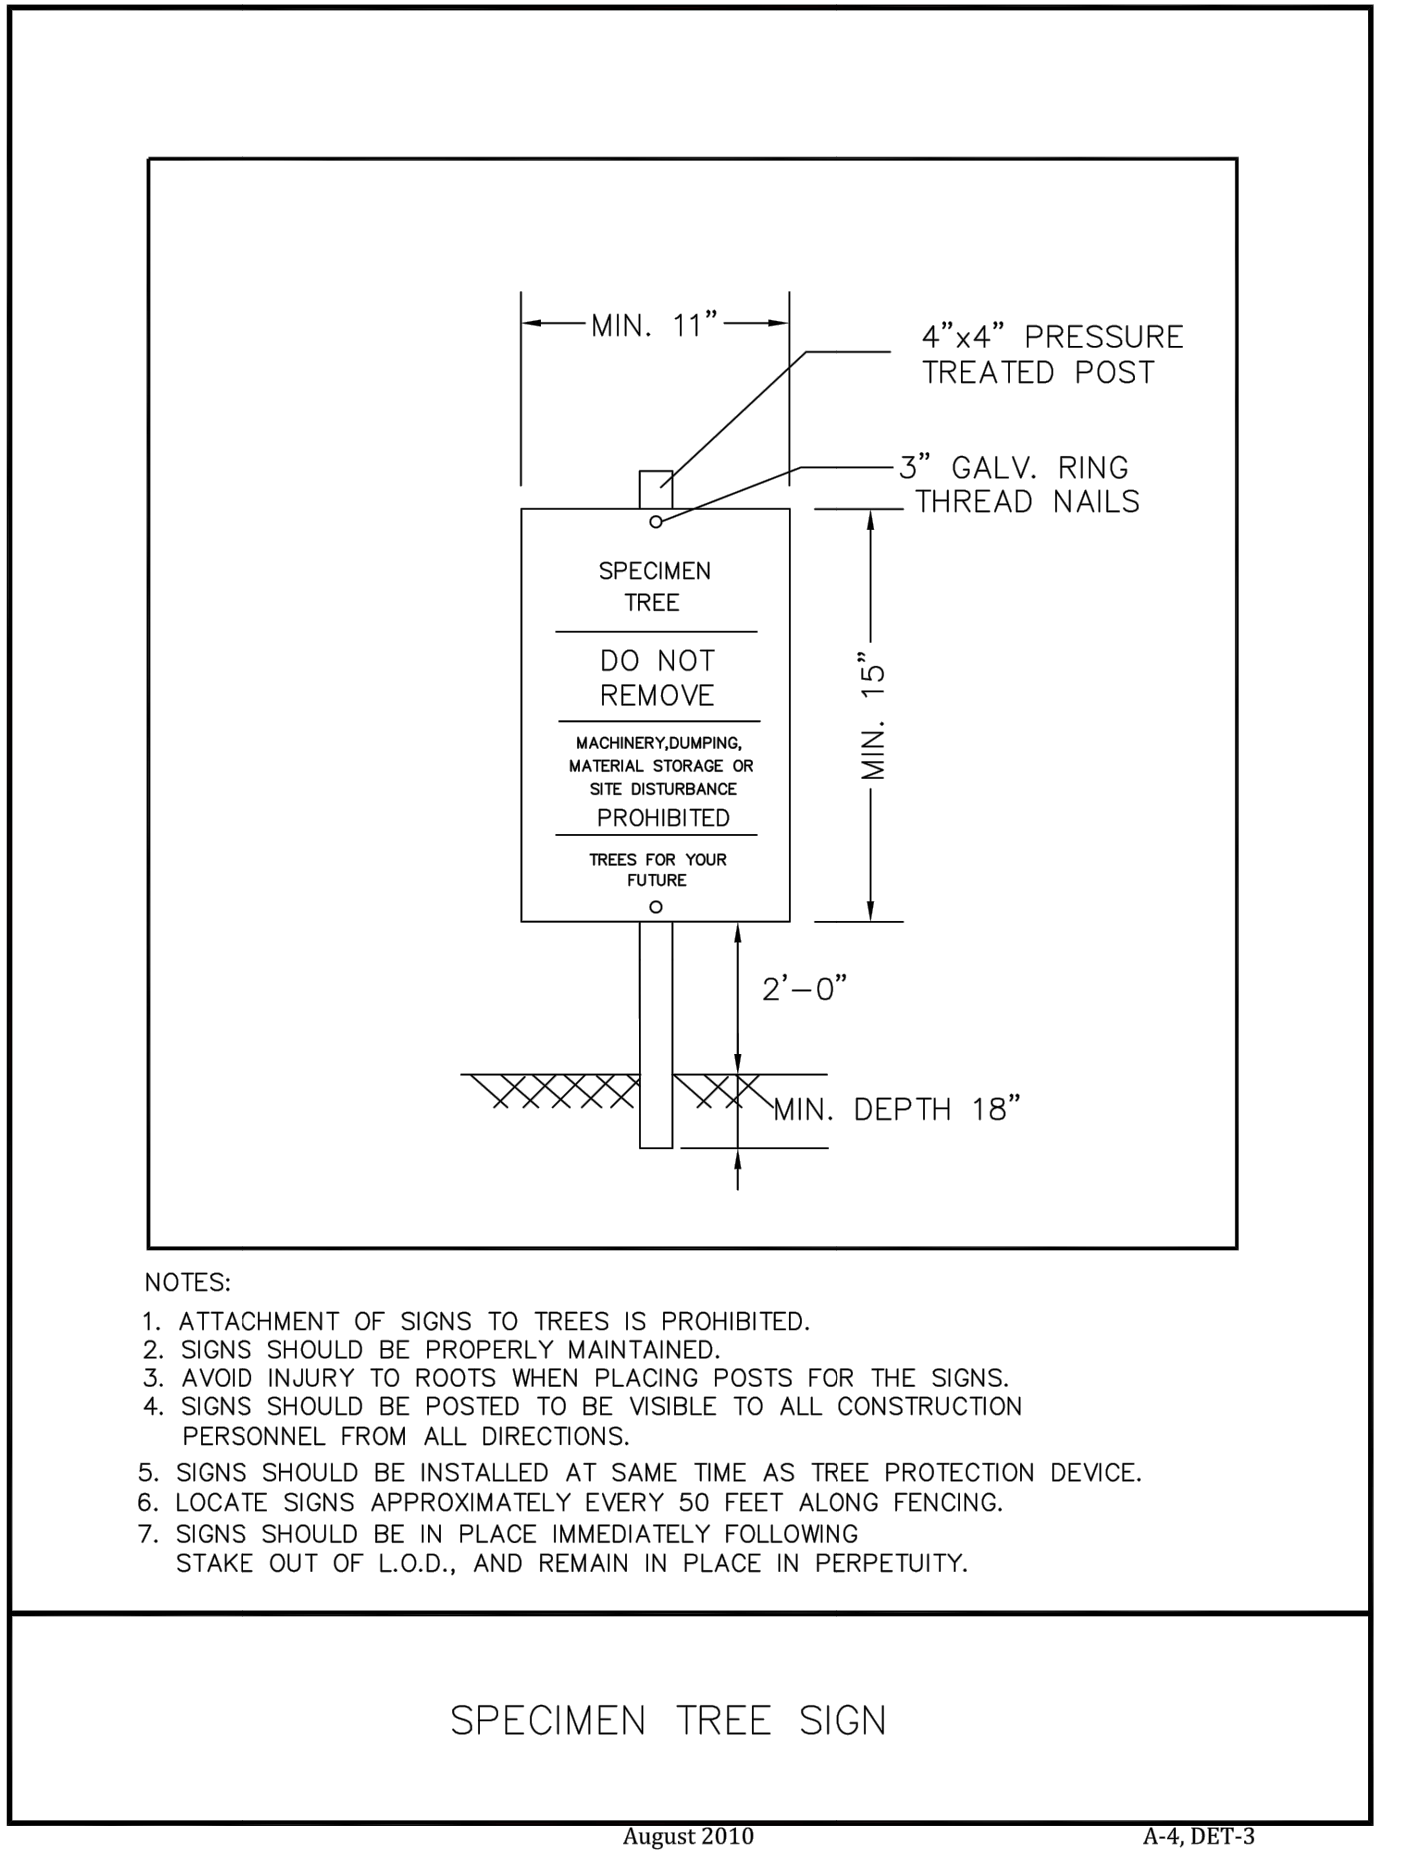 MIN. 11”
4”x4” PRESSURE
TREATED POST
3” GALV. RING
THREAD NAILS
SPECIMEN
TREE
DO NOT
REMOVE
MACHINERY,DUMPING,
MATERIAL STORAGE OR
SITE DISTURBANCE
PROHIBITED
TREES FOR YOUR
FUTURE
MIN. 15”
2’–0”
MIN. DEPTH 18”
NOTES:
1. ATTACHMENT OF SIGNS TO TREES IS PROHIBITED.
2. SIGNS SHOULD BE PROPERLY MAINTAINED.
3. AVOID INJURY TO ROOTS WHEN PLACING POSTS FOR THE SIGNS.
4. SIGNS SHOULD BE POSTED TO BE VISIBLE TO ALL CONSTRUCTION
PERSONNEL FROM ALL DIRECTIONS.
5. SIGNS SHOULD BE INSTALLED AT SAME TIME AS TREE PROTECTION DEVICE.
6. LOCATE SIGNS APPROXIMATELY EVERY 50 FEET ALONG FENCING.
7. SIGNS SHOULD BE IN PLACE IMMEDIATELY FOLLOWING
STAKE OUT OF L.O.D., AND REMAIN IN PLACE IN PERPETUITY.
SPECIMEN TREE SIGN
August 2010
A-4, DET-3